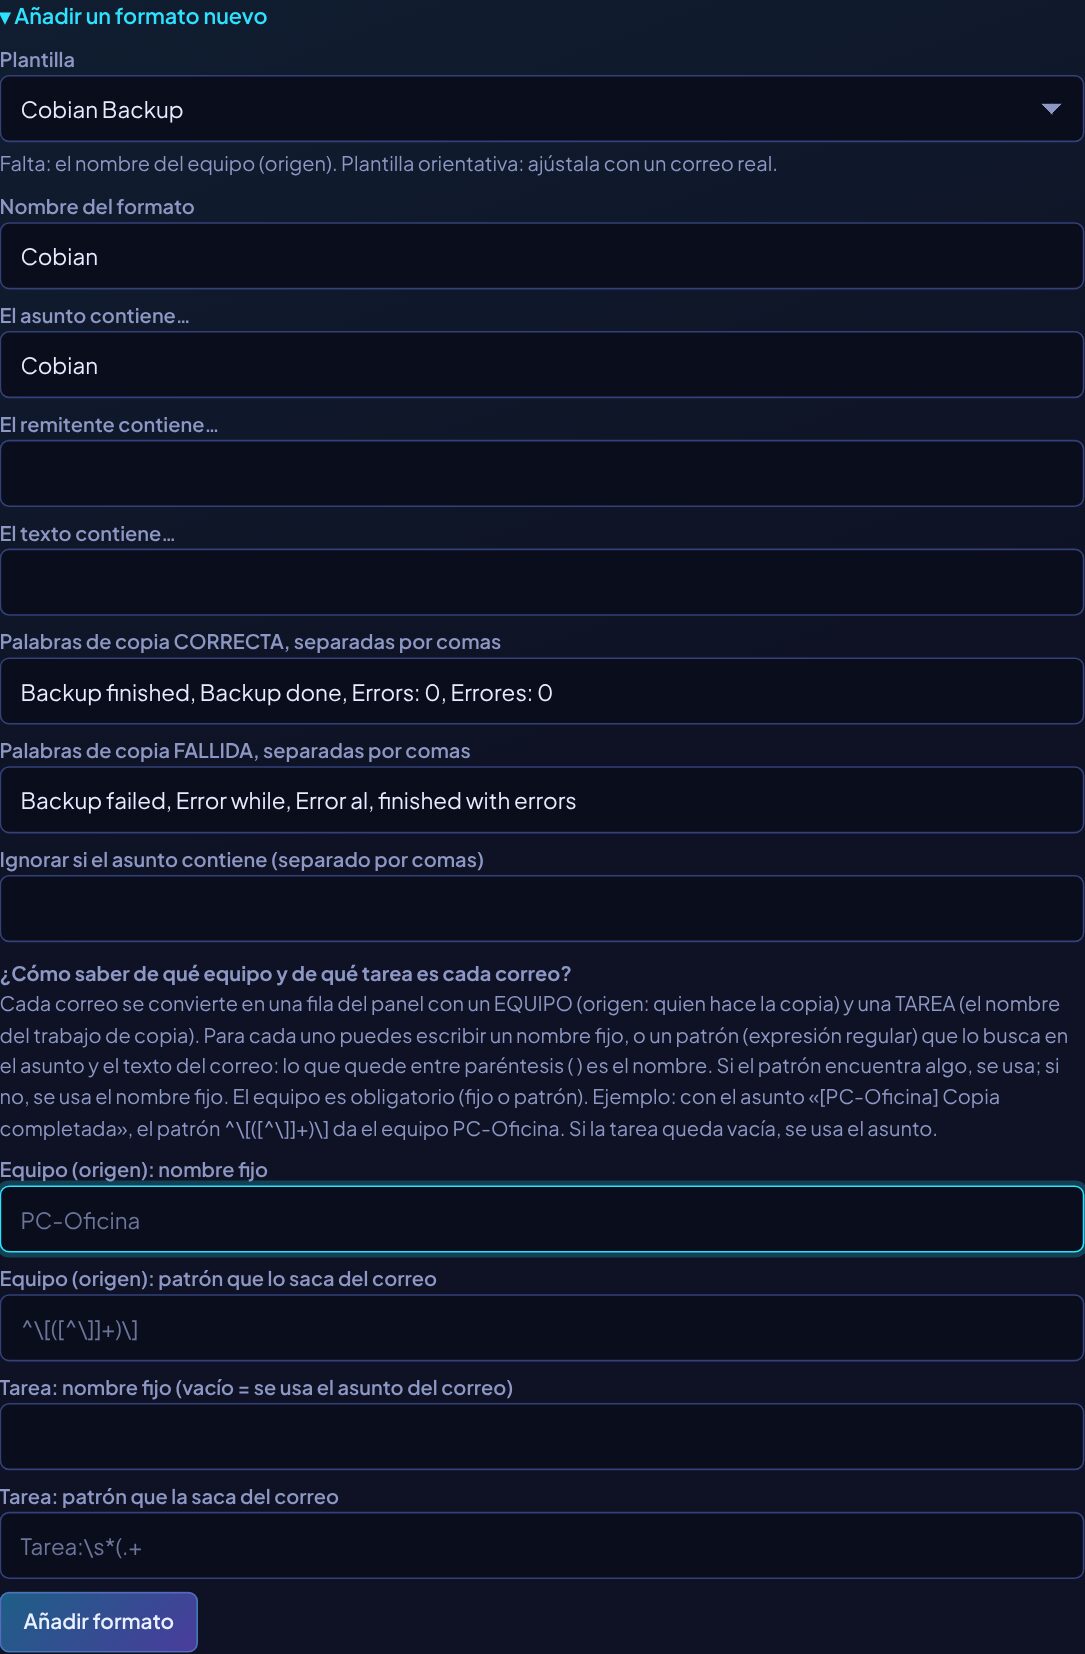 ▾ Añadir un formato nuevo
Plantilla
Cobian Backup
Falta: el nombre del equipo (origen). Plantilla orientativa: ajústala con un correo real.
Nombre del formato
Cobian
El asunto contiene…
Cobian
El remitente contiene…
El texto contiene…
Palabras de copia CORRECTA, separadas por comas
Backup finished, Backup done, Errors: 0, Errores: 0
Palabras de copia FALLIDA, separadas por comas
Backup failed, Error while, Error al, finished with errors
Ignorar si el asunto contiene (separado por comas)
¿Cómo saber de qué equipo y de qué tarea es cada correo?
Cada correo se convierte en una fila del panel con un EQUIPO (origen: quien hace la copia) y una TAREA (el nombre
del trabajo de copia). Para cada uno puedes escribir un nombre fijo, o un patrón (expresión regular) que lo busca en
el asunto y el texto del correo: lo que quede entre paréntesis ( ) es el nombre. Si el patrón encuentra algo, se usa; si
no, se usa el nombre fijo. El equipo es obligatorio (fijo o patrón). Ejemplo: con el asunto «[PC-Oficina] Copia
completada», el patrón ^\[([^\]]+)\] da el equipo PC-Oficina. Si la tarea queda vacía, se usa el asunto.
Equipo (origen): nombre fijo
PC-Oficina
Equipo (origen): patrón que lo saca del correo
^\[([^\]]+)\]
Tarea: nombre fijo (vacío = se usa el asunto del correo)
Tarea: patrón que la saca del correo
Tarea:\s*(.+
Añadir formato